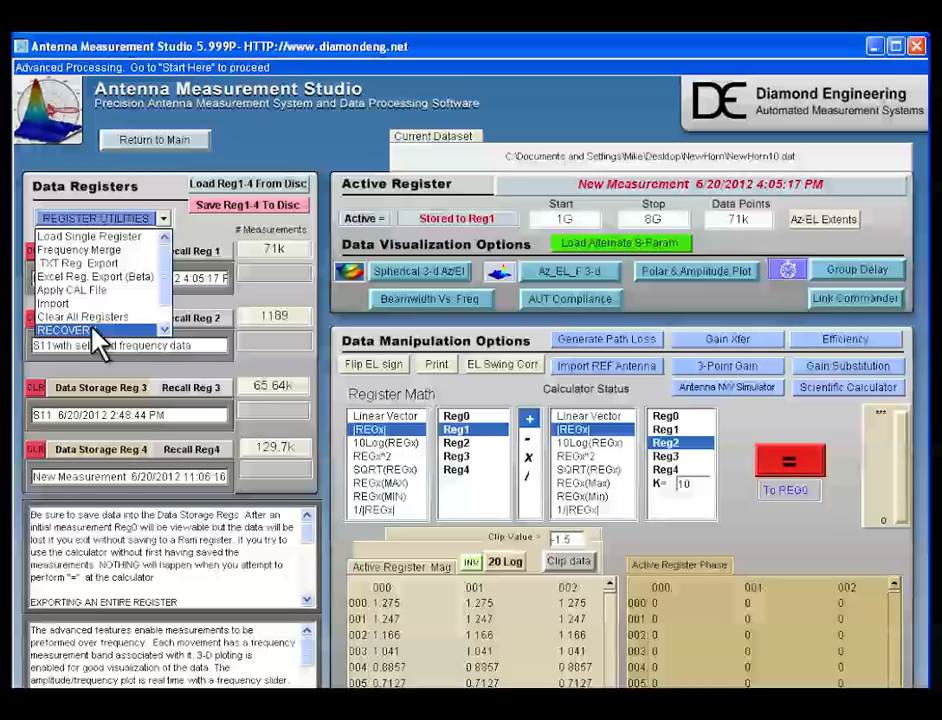 Antenna Measurement Studio 5.999P- HTTP://www.diamondeng.net
Advanced Processing. Go to "Start Here" to proceed
Antenna Measurement Studio
Precision Antenna Measurement System and Data Processing Software
DE
Diamond Engineering
Automated Measurement Systems
Return to Main
Current Dataset
C:\Documents and Settings\Mike\Desktop\NewHorn\NewHorn10.dat
Data Registers
Load Reg1-4 From Disc
Save Reg1-4 To Disc
REGISTER UTILITIES
# Measurements
Load Single Register
Frequency Merge
TXT Reg. Export
Excel Reg. Export (Beta)
Apply CAL File
Import
Clear All Registers
RECOVER
Recall Reg 1
71k
2 4:05:17 P
Recall Reg 2
1189
S11 with
frequency data
CLR
Data Storage Reg 3
Recall Reg 3
65.64k
S11 6/20/2012 2:48:44 PM
CLR
Data Storage Reg 4
Recall Reg4
129.7k
New Measurement 6/20/2012 11:06:16
Be sure to save data into the Data Storage Regs. After an
initial measurement Reg0 will be viewable but the data will be
lost if you exit without saving to a Ram register. If you try to
use the calculator without first having saved the
measurements NOTHING will happen when you attempt to
perform "=" at the calculator
EXPORTING AN ENTIRE REGISTER
The advanced features enable measurements to be
preformed over frequency. Each movement has a frequency
measurement band associated with it. 3-D ploting is
enabled for good visualization of the data. The
amplitude/frequency plot is real time with a frequency slider.
Active Register
New Measurement 6/20/2012 4:05:17 PM
Active =
Stored to Reg1
Start
1G
Stop
8G
Data Points
71k
Az-EL Extents
Data Visualization Options
Load Alternate S-Param
Spherical 3-d Az/El
Az_EL_F 3-d
Polar & Amplitude Plot
Group Delay
Beamwidth Vs. Freq
AUT Compliance
Link Commander
Data Manipulation Options
Generate Path Loss
Gain Xfer
Efficiency
Flip EL sign
Print
EL Swing Corr
Import REF Antenna
3-Point Gain
Gain Substitution
Register Math
Calculator Status
Antenna NW Simulator
Scientific Calculator
Linear Vector
|REGx|
10Log(REGx)
REGx^2
SQRT(REGx)
REGx(MAX)
REGx(MIN)
1/|REGx|
Reg0
Reg1
Reg2
Reg3
Reg4
+
-
x
/
Linear Vector
|REGx|
10Log(REGx)
REGx^2
SQRT(REGx)
REGx(Max)
REGx(Min)
1/|REGx|
Reg0
Reg1
Reg2
Reg3
Reg4
K= 10
=
To REG0
***
0
Clip Value = -1.5
Active Register Mag
INV
20 Log
Clip data
Active Register Phase
000 001 002
000 1.275 1.275 1.275
001 1.247 1.247 1.247
002 1.166 1.166 1.166
003 1.041 1.041 1.041
004 0.8857 0.8857 0.8857
005 0.7127 0.7127 0.7127
000 001 002
000 0 0 0
001 0 0 0
002 0 0 0
003 0 0 0
004 0 0 0
005 0 0 0